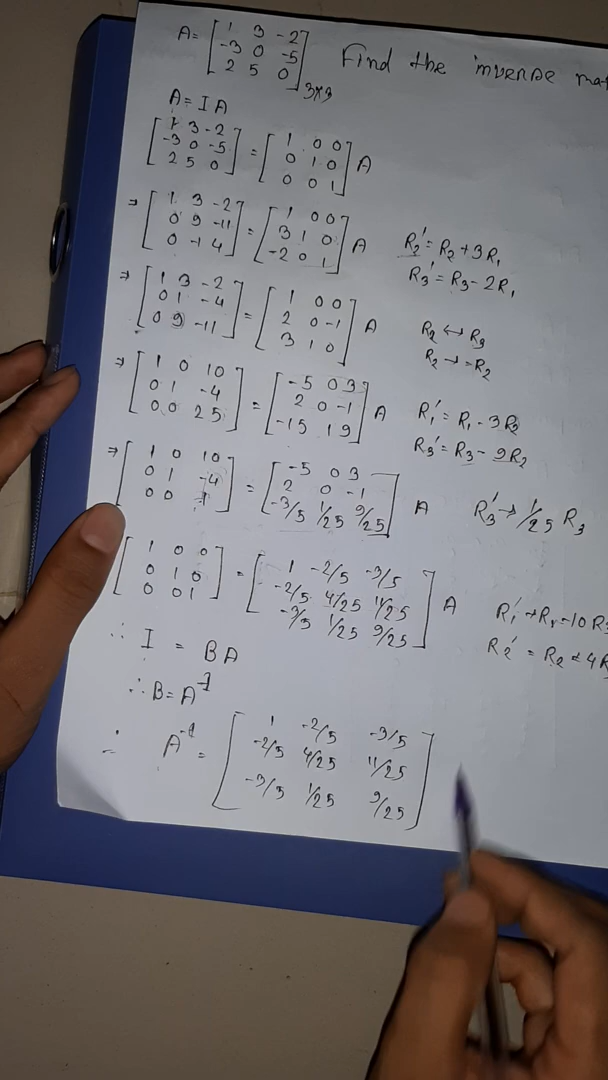 A = [ 1 3 -2
-3 0 -5
2 5 0 ]3×3 Find the inverse
A = I A
[ 1 3 -2
-3 0 -5
2 5 0 ] = [ 1 0 0
0 1 0
0 0 1 ] A
⇒ [ 1 3 -2
0 9 -11
0 -1 4 ] = [ 1 0 0
3 1 0
-2 0 1 ] A
R2' = R2 + 3R1
R3' = R3 - 2R1
⇒ [ 1 3 -2
0 1 -4
0 9 -11 ] = [ 1 0 0
2 0 -1
3 1 0 ] A
R2 ↔ R3
R2 → -R2
⇒ [ 1 0 10
0 1 -4
0 0 25 ] = [ -5 0 3
2 0 -1
-15 1 9 ] A
R1' = R1 - 3R2
R3' = R3 - 9R2
⇒ [ 1 0 10
0 1 -4
0 0 1 ] = [ -5 0 3
2 0 -1
-3/5 1/25 9/25 ] A
R3' → 1/25 R3
[ 1 0 0
0 1 0
0 0 1 ] = [ 1 -2/5 -3/5
-2/5 4/25 11/25
-3/5 1/25 9/25 ] A
∴ I = BA
∴ B = A-1
∴ A-1 = [ 1 -2/5 -3/5
-2/5 4/25 11/25
-3/5 1/25 9/25 ]